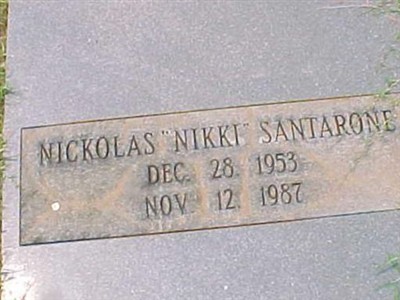 NICKOLAS "NIKKI" SANTARONE
DEC. 28. 1953
NOV. 12. 1987